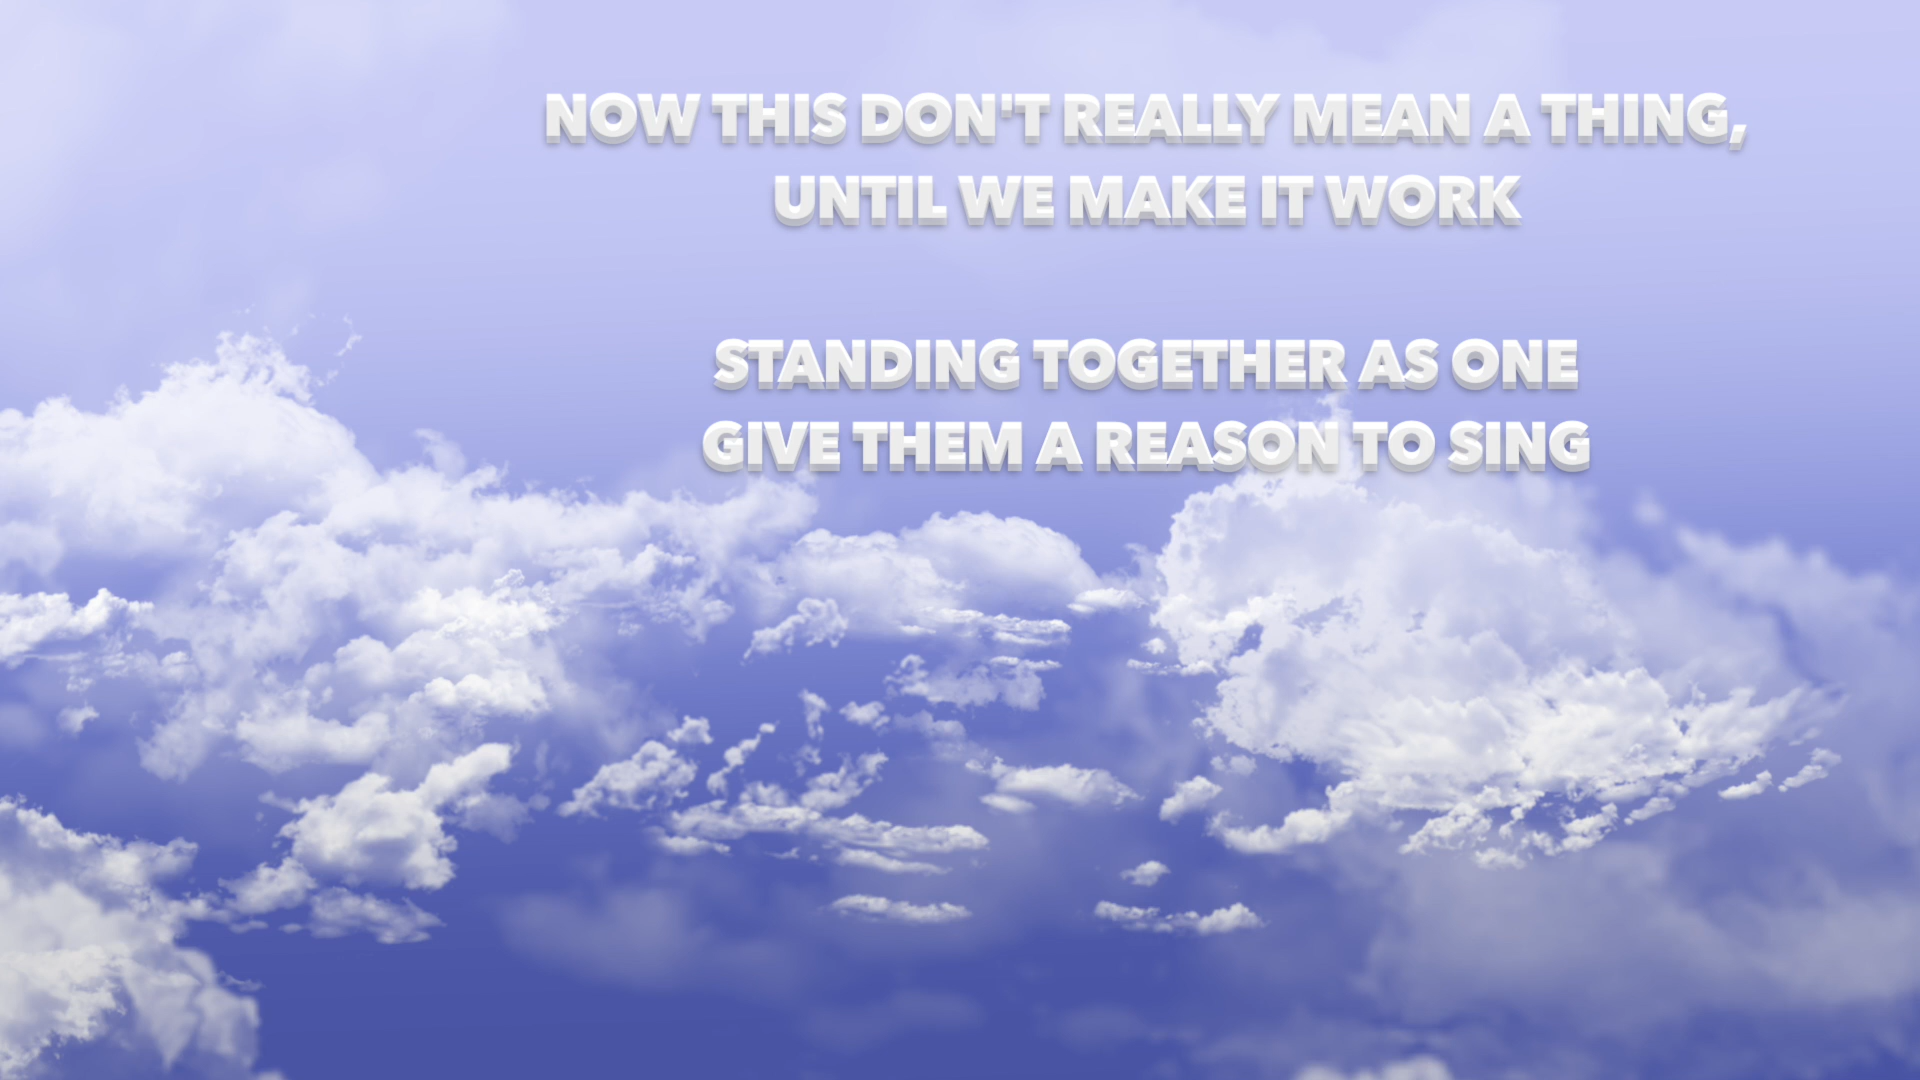 NOW THIS DON'T REALLY MEAN A THING,
UNTIL WE MAKE IT WORK
STANDING TOGETHER AS ONE
GIVE THEM A REASON TO SING